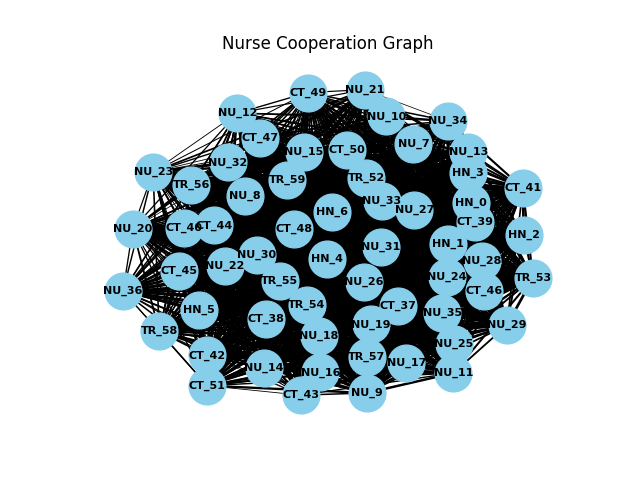 Nurse Cooperation Graph
NU_21
CT_49
NU_12
NU_10
NU_34
CT_47
NU_7
NU_15
CT_50
NU_13
NU_32
NU_23
HN_3
TR_56
TR_59
TR_52
CT_41
NU_8
NU_33
HN_0
NU_27
HN_6
CT_39
CT_44
CT_40
NU_20
CT_48
HN_2
HN_1
NU_31
NU_30
HN_4
NU_28
NU_22
CT_45
NU_24
TR_53
TR_55
NU_26
NU_36
CT_46
TR_54
CT_37
HN_5
NU_35
CT_38
NU_19
NU_29
TR_58
NU_18
NU_25
CT_42
TR_57
NU_17
NU_14
NU_16
NU_11
CT_51
NU_9
CT_43